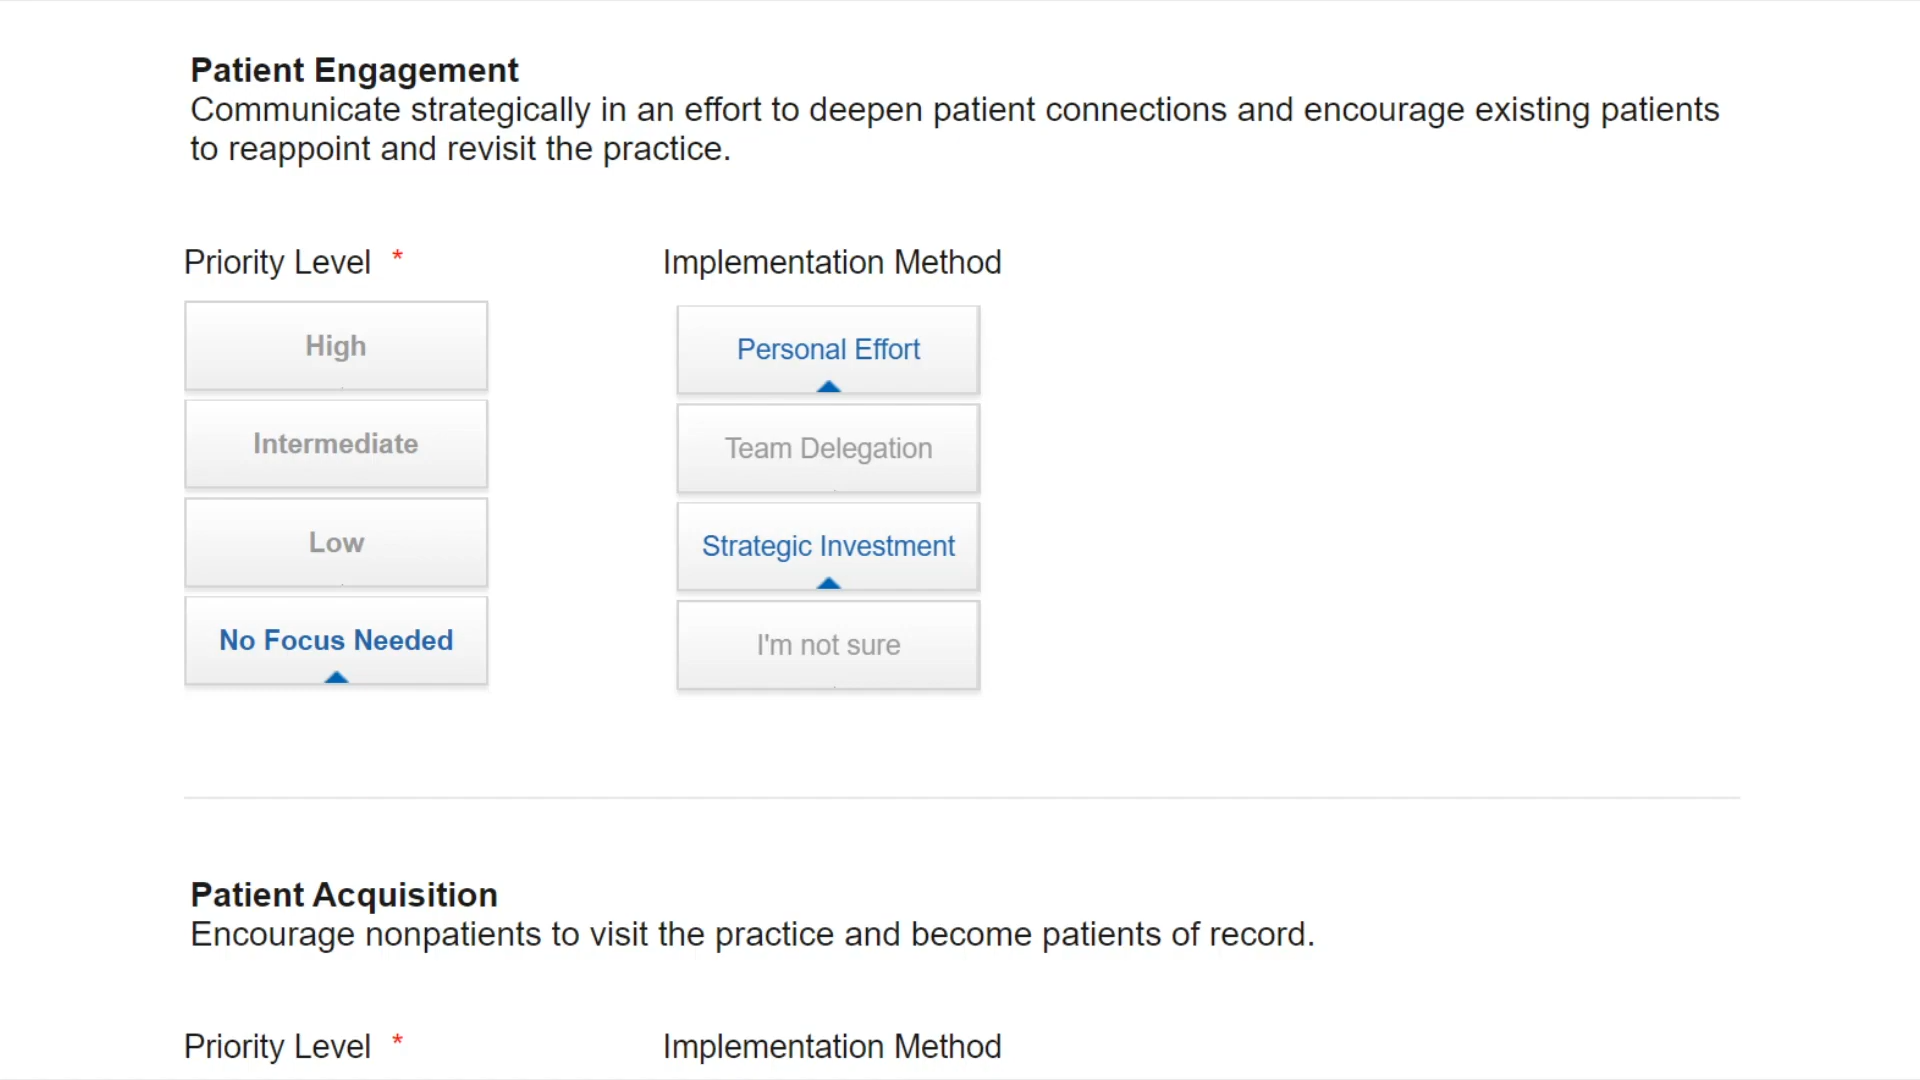 Patient Engagement
Communicate strategically in an effort to deepen patient connections and encourage existing patients
to reappoint and revisit the practice.
Priority Level *
High
Intermediate
Low
No Focus Needed
Implementation Method
Personal Effort
Team Delegation
Strategic Investment
I'm not sure
Patient Acquisition
Encourage nonpatients to visit the practice and become patients of record.
Priority Level *
Implementation Method